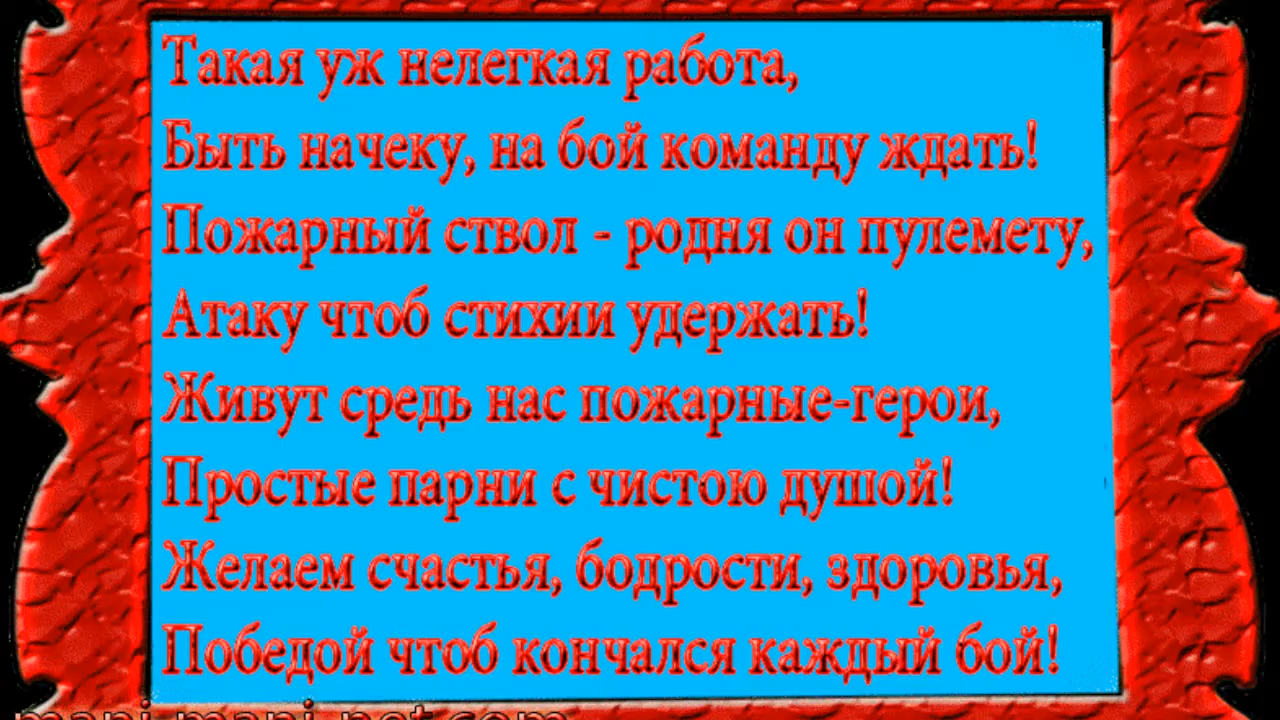 Такая уж нелегкая работа,
Быть начеку, на бой команду ждать!
Пожарный ствол - родня он пулемету,
Атаку чтоб стихии удержать!
Живут средь нас пожарные-герои,
Простые парни с чистою душой!
Желаем счастья, бодрости, здоровья,
Победой чтоб кончался каждый бой!